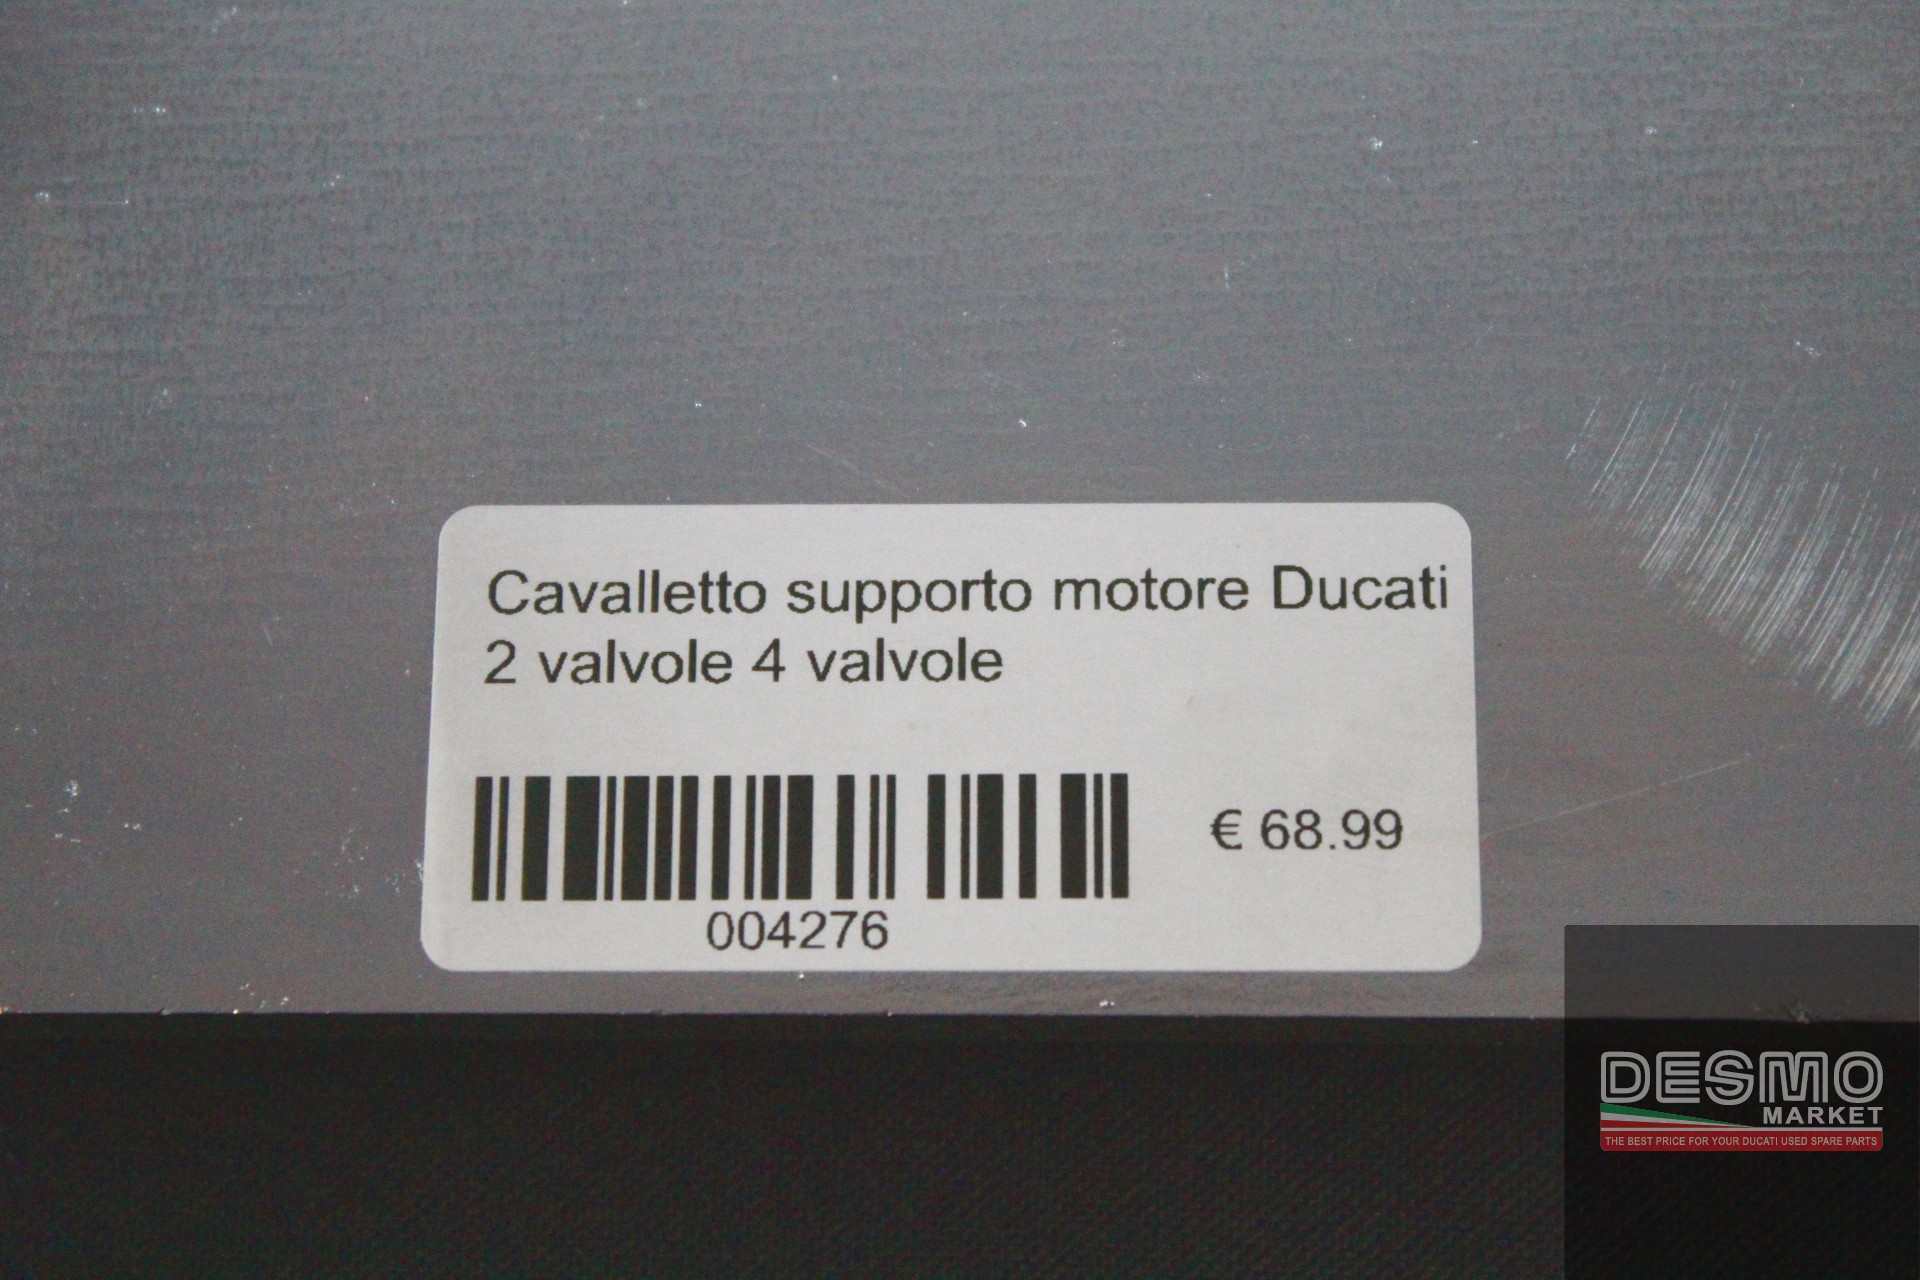 Cavalletto supporto motore Ducati
2 valvole 4 valvole
€ 68.99
004276
DESMO
MARKET
THE BEST PRICE FOR YOUR DUCATI USED SPARE PARTS